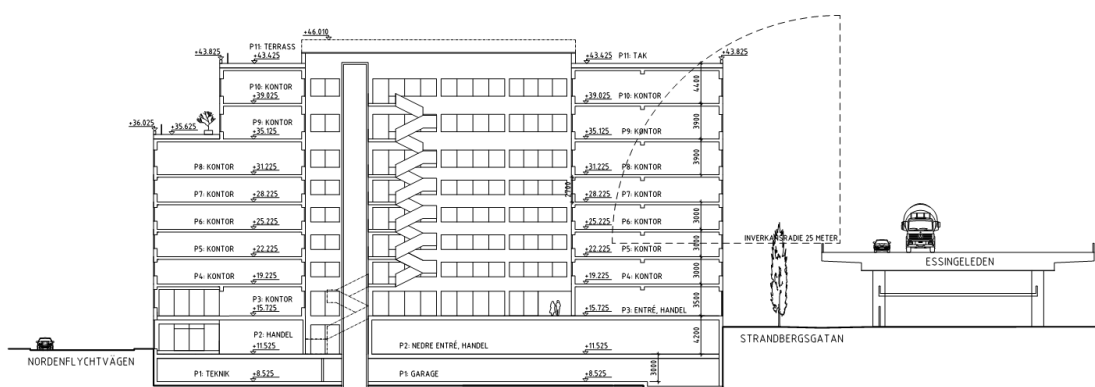 +46.010
P11: TERRASS
+43.825
+43.425
+43.425
P11: TAK
+43.825
4400
P10: KONTOR
+39.025
+39.025
P10: KONTOR
3900
P9: KONTOR
+35.125
+35.125
P9: KONTOR
+36.025
+35.625
3900
P8: KONTOR
+31.225
+31.225
P8: KONTOR
2700
P7: KONTOR
+28.225
+28.225
P7: KONTOR
P6: KONTOR
+25.225
+25.225
P6: KONTOR
3000
INVERKANSRADIE 25 METER
P5: KONTOR
+22.225
+22.225
P5: KONTOR
3000
ESSINGELEDEN
P4: KONTOR
+19.225
+19.225
P4: KONTOR
3000
P3: KONTOR
+15.725
+15.725
P3: ENTRÉ, HANDEL
3500
STRANDBERGSGATAN
P2: HANDEL
+11.525
P2: NEDRE ENTRÉ, HANDEL
+11.525
4200
NORDENFLYCHTVÄGEN
P1: TEKNIK
+8.525
P1: GARAGE
+8.525
3000